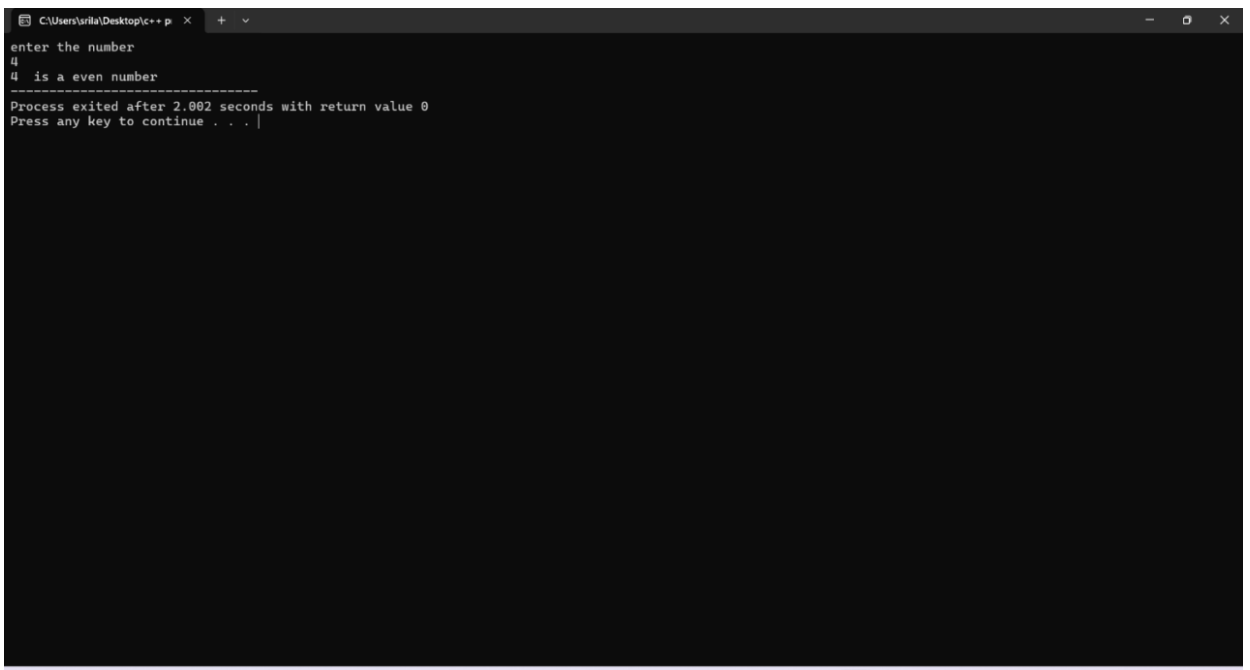 C:\Users\srila\Desktop\c++ p
enter the number
4
4  is a even number
--------------------------------
Process exited after 2.002 seconds with return value 0
Press any key to continue . . .